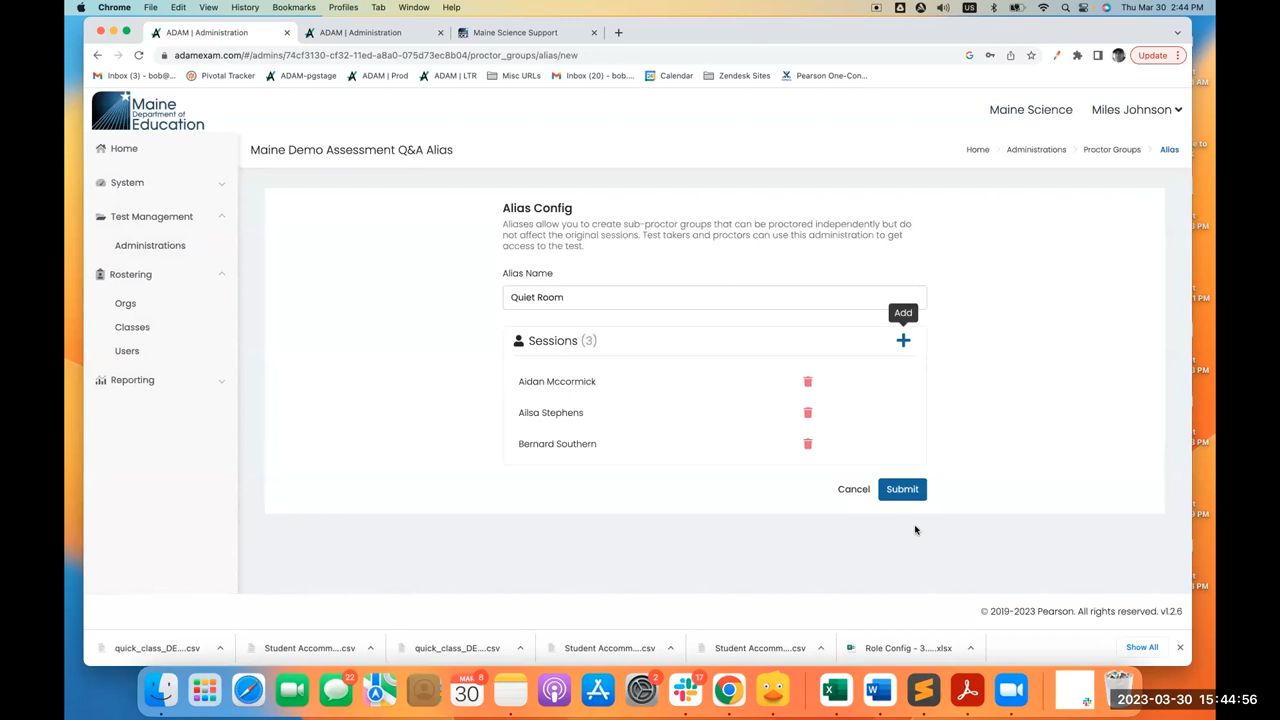 Chrome File Edit View History Bookmarks Profiles Tab Window Help US Thu Mar 30 2:44 PM
ADAM | Administration ADAM | Administration Maine Science Support
adamexam.com/#/admins/74cf3130-cf32-11ed-a8a0-075d73ec8b04/proctor_groups/alias/new Update
Inbox (3) - bob@... Pivotal Tracker ADAM-pgstage ADAM | Prod ADAM | LTR Misc URLs Inbox (20) - bob.... Calendar Zendesk Sites Pearson One-Con...
Maine
Department of
Education
Maine Science Miles Johnson
Home
System
Test Management
Administrations
Rostering
Orgs
Classes
Users
Reporting
Maine Demo Assessment Q&A Alias
Home Administrations Proctor Groups Alias
Alias Config
Aliases allow you to create sub-proctor groups that can be proctored independently but do
not affect the original sessions. Test takers and proctors can use this administration to get
access to the test.
Alias Name
Quiet Room
Add
Sessions (3)
Aidan Mccormick
Ailsa Stephens
Bernard Southern
Cancel Submit
© 2019-2023 Pearson. All rights reserved. v1.2.6
quick_class_DE....csv Student Accomm....csv quick_class_DE....csv Student Accomm....csv Student Accomm....csv Role Config - 3....xlsx Show All
22 MAR 30 8 2 17
2023-03-30 15:44:56